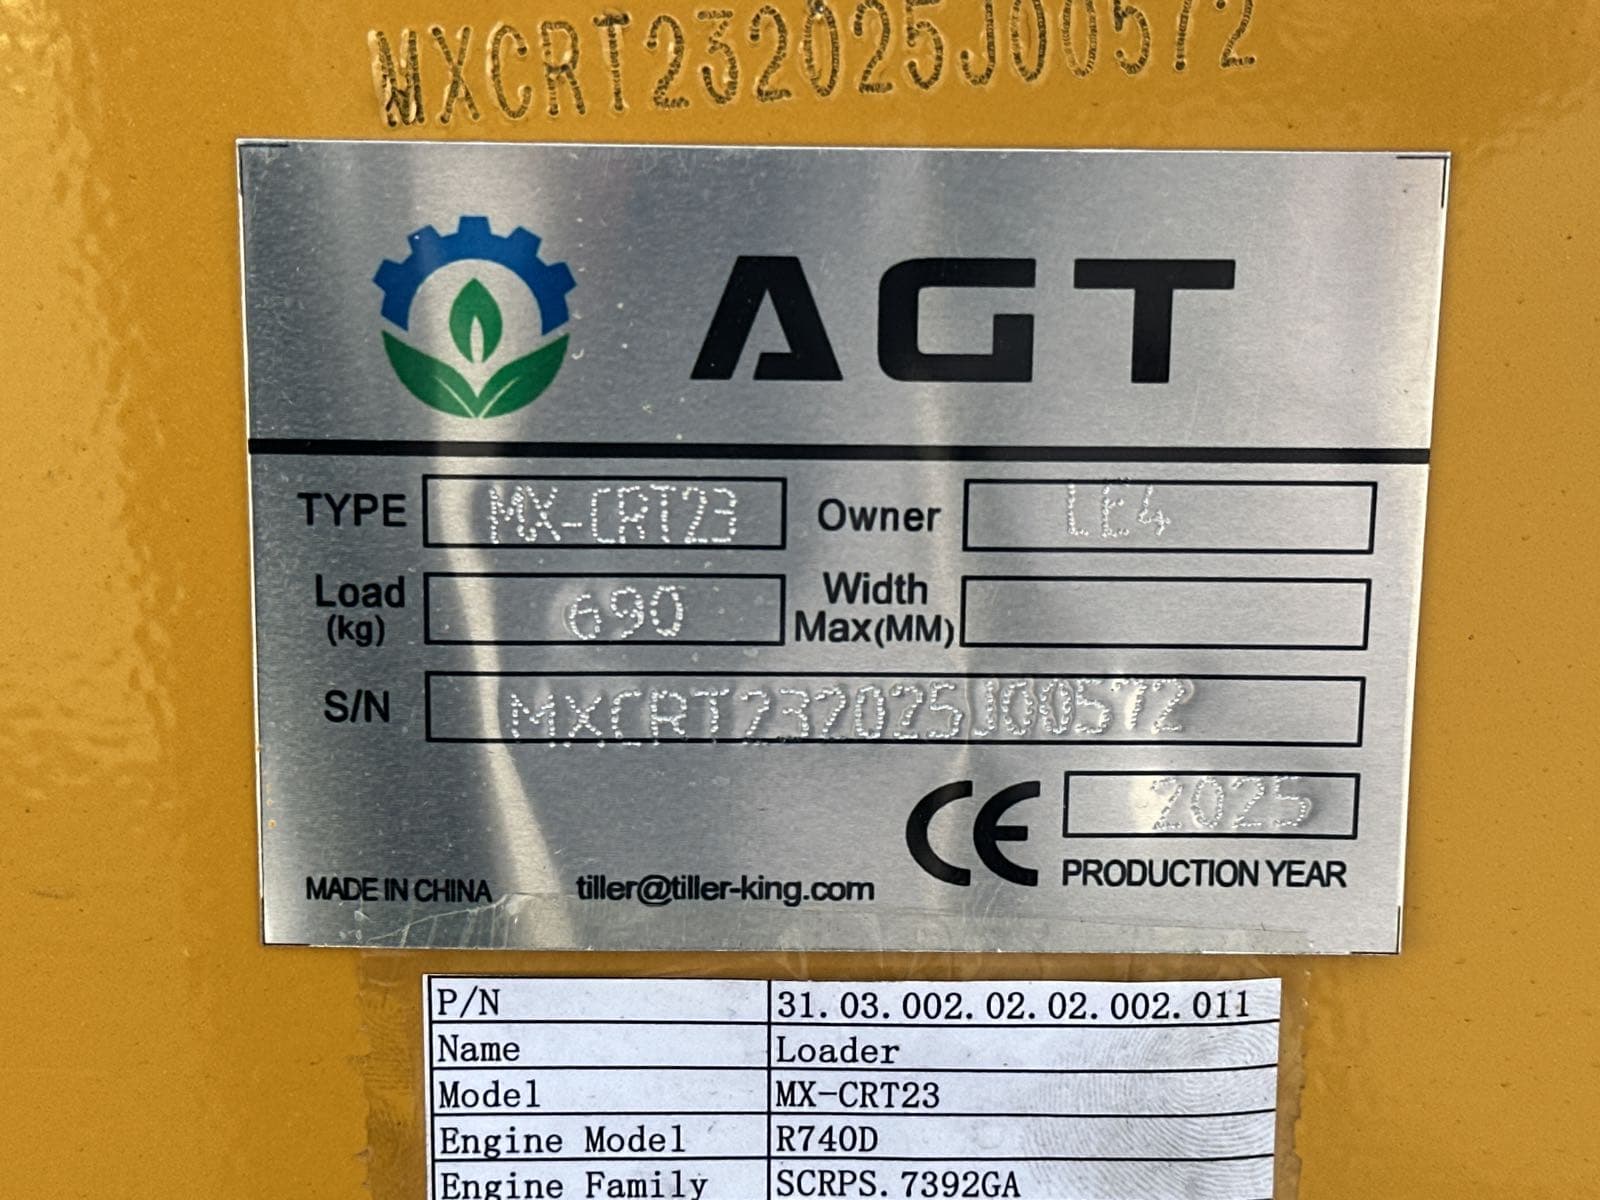 MXCRT232025J00572
AGT
TYPE MX-CRT23 Owner LE4
Load (kg) 690 Width Max(MM)
S/N MXCRT232025J00572
CE 2025
PRODUCTION YEAR
MADE IN CHINA tiller@tiller-king.com
P/N 31.03.002.02.02.002.011
Name Loader
Model MX-CRT23
Engine Model R740D
Engine Family SCRPS.7392GA